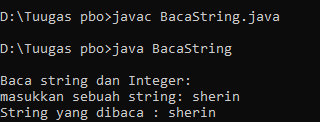 D:\Tuugas pbo>javac BacaString.java
D:\Tuugas pbo>java BacaString
Baca string dan Integer:
masukkan sebuah string: sherin
String yang dibaca : sherin